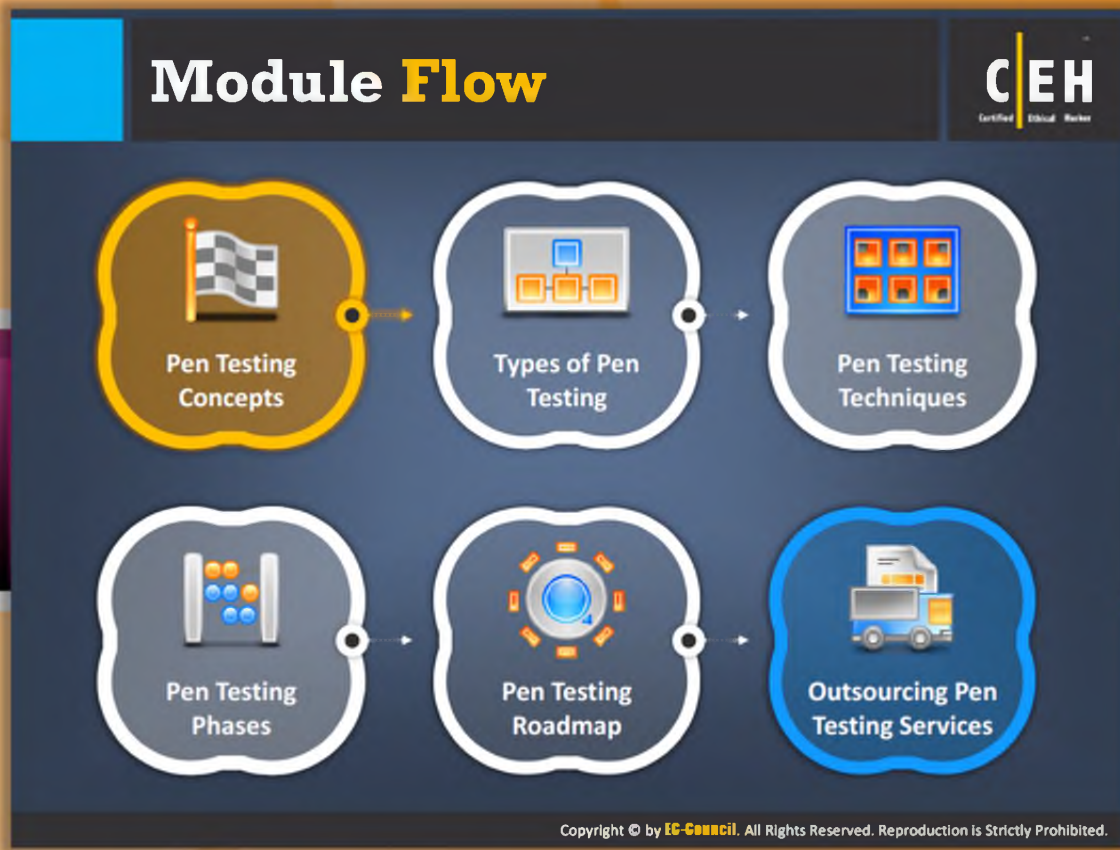 Module Flow
C EH
Certified Ethical Hacker
Pen Testing
Concepts
Types of Pen
Testing
Pen Testing
Techniques
Pen Testing
Phases
Pen Testing
Roadmap
Outsourcing Pen
Testing Services
Copyright © by EC-Council. All Rights Reserved. Reproduction is Strictly Prohibited.